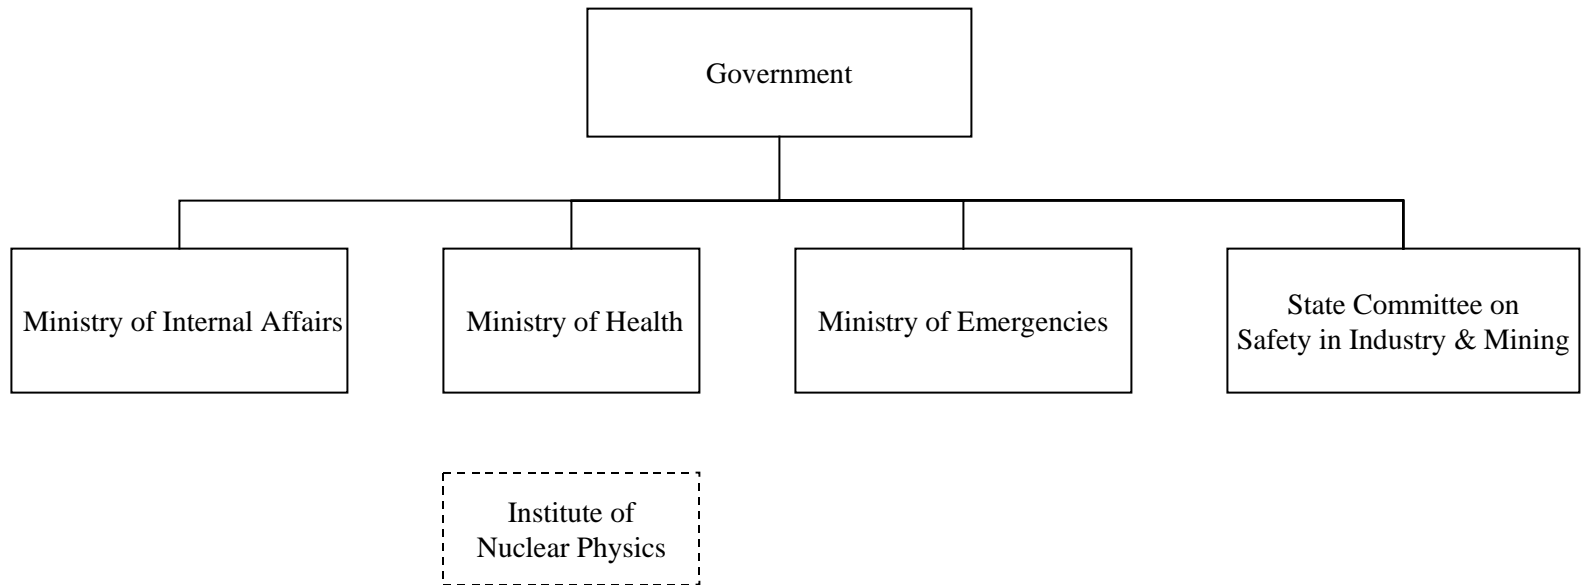 Government
Ministry of Internal Affairs
Ministry of Health
Ministry of Emergencies
State Committee on
Safety in Industry & Mining
Institute of
Nuclear Physics